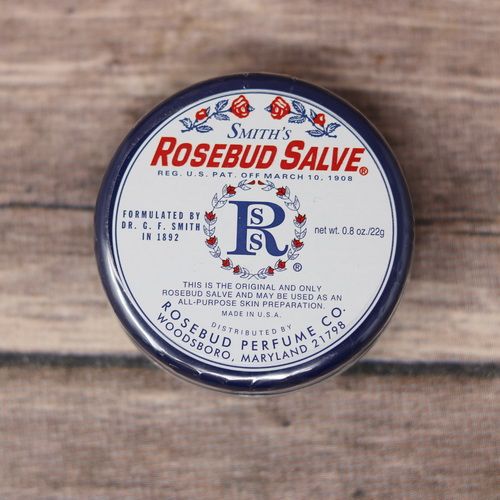 SMITH'S
ROSEBUD SALVE®
REG. U.S. PAT. OFF MARCH 10, 1908
FORMULATED BY
DR. G. F. SMITH
IN 1892
RSS
®
net wt. 0.8 oz./22g
THIS IS THE ORIGINAL AND ONLY
ROSEBUD SALVE AND MAY BE USED AS AN
ALL-PURPOSE SKIN PREPARATION.
MADE IN U.S.A.
DISTRIBUTED BY
ROSEBUD PERFUME CO.
WOODSBORO, MARYLAND 21798